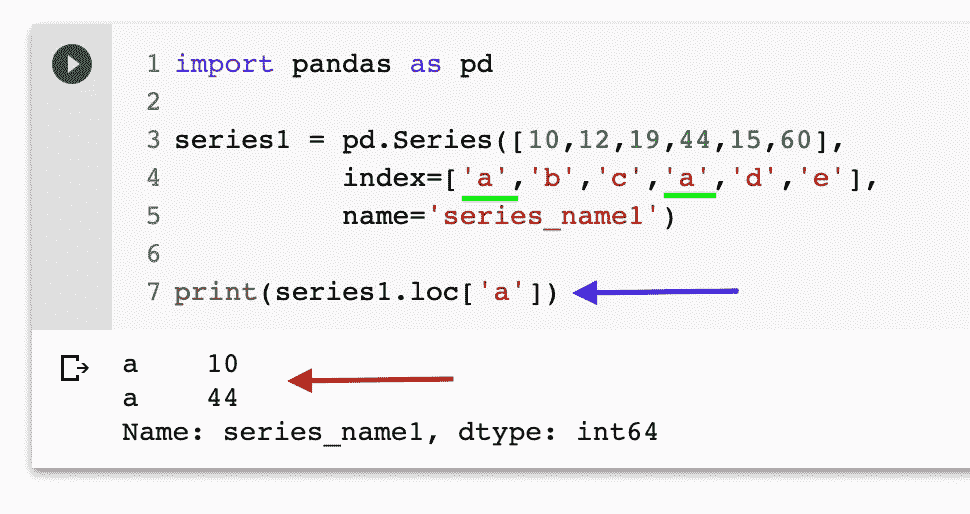 1 import pandas as pd
2
3 series1 = pd.Series([10,12,19,44,15,60],
4           index=['a','b','c','a','d','e'],
5           name='series_name1')
6
7 print(series1.loc['a'])
a    10
a    44
Name: series_name1, dtype: int64